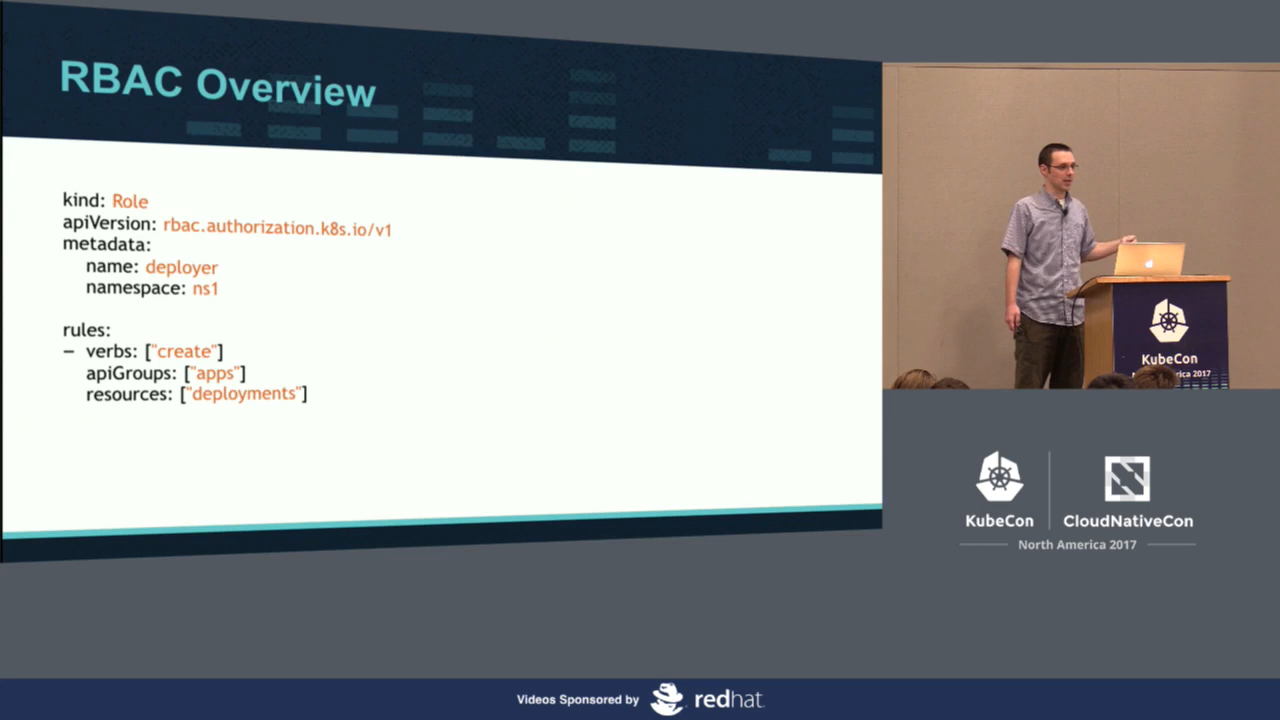 RBAC Overview
kind: Role
apiVersion: rbac.authorization.k8s.io/v1
metadata:
name: deployer
namespace: ns1
rules:
– verbs: ["create"]
apiGroups: ["apps"]
resources: ["deployments"]
KubeCon
North America 2017
KubeCon
CloudNativeCon
North America 2017
Videos Sponsored by
redhat.